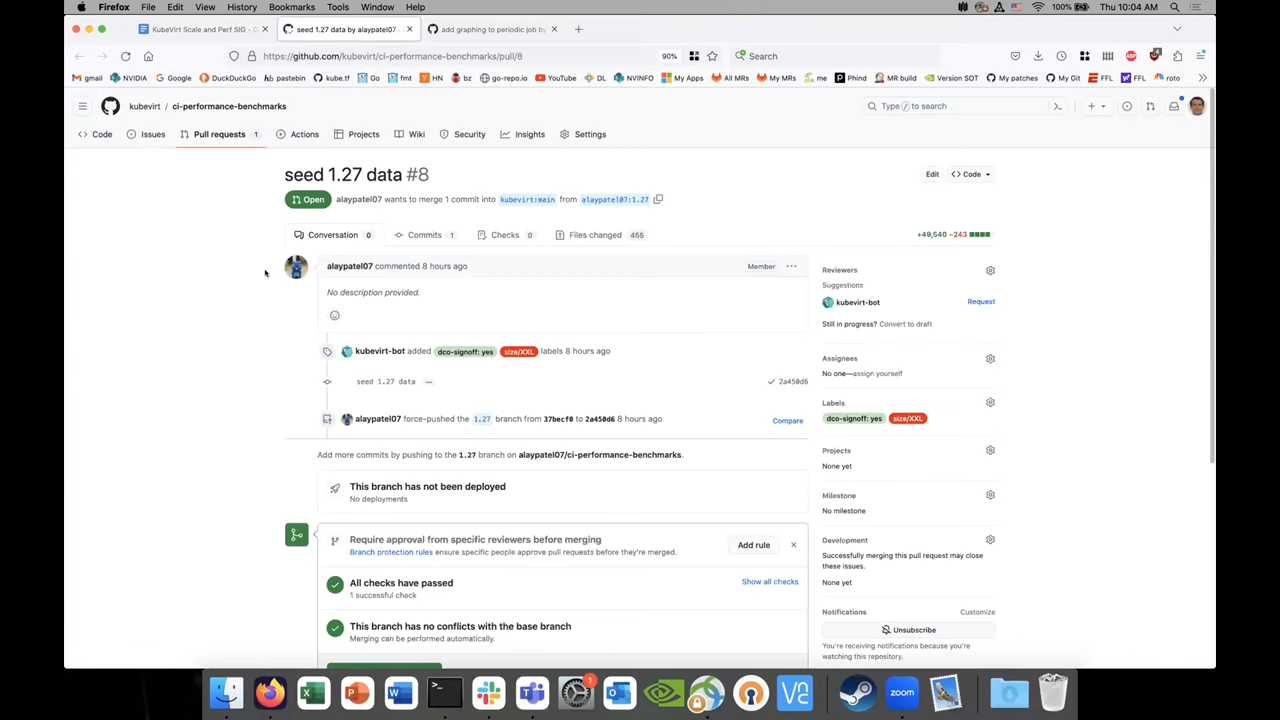 Firefox File Edit View History Bookmarks Tools Window Help 100% Thu 10:04 AM
KubeVirt Scale and Perf SIG - seed 1.27 data by alaypatel07 add graphing to periodic job by
https://github.com/kubevirt/ci-performance-benchmarks/pull/8 90% Search
gmail NVIDIA Google DuckDuckGo pastebin kube.tf Go fmt HN bz go-repo.io YouTube DL NVINFO My Apps All MRs My MRs me Phind MR build Version SOT My patches My Git FFL FFL roto
kubevirt / ci-performance-benchmarks Type / to search
Code Issues Pull requests 1 Actions Projects Wiki Security Insights Settings
seed 1.27 data #8 Edit Code
Open alaypatel07 wants to merge 1 commit into kubevirt:main from alaypatel07:1.27
Conversation 0 Commits 1 Checks 0 Files changed 455 +49,540 −243
alaypatel07 commented 8 hours ago Member ···
No description provided.
kubevirt-bot added dco-signoff: yes size/XXL labels 8 hours ago
seed 1.27 data ··· 2a450d6
alaypatel07 force-pushed the 1.27 branch from 37becf0 to 2a450d6 8 hours ago Compare
Add more commits by pushing to the 1.27 branch on alaypatel07/ci-performance-benchmarks.
This branch has not been deployed
No deployments
Require approval from specific reviewers before merging
Branch protection rules ensure specific people approve pull requests before they're merged.
Add rule
All checks have passed
1 successful check
Show all checks
This branch has no conflicts with the base branch
Merging can be performed automatically.
Reviewers
Suggestions
kubevirt-bot Request
Still in progress? Convert to draft
Assignees
No one—assign yourself
Labels
dco-signoff: yes size/XXL
Projects
None yet
Milestone
No milestone
Development
Successfully merging this pull request may close
these issues.
None yet
Notifications Customize
Unsubscribe
You're receiving notifications because you're
watching this repository.
1
zoom